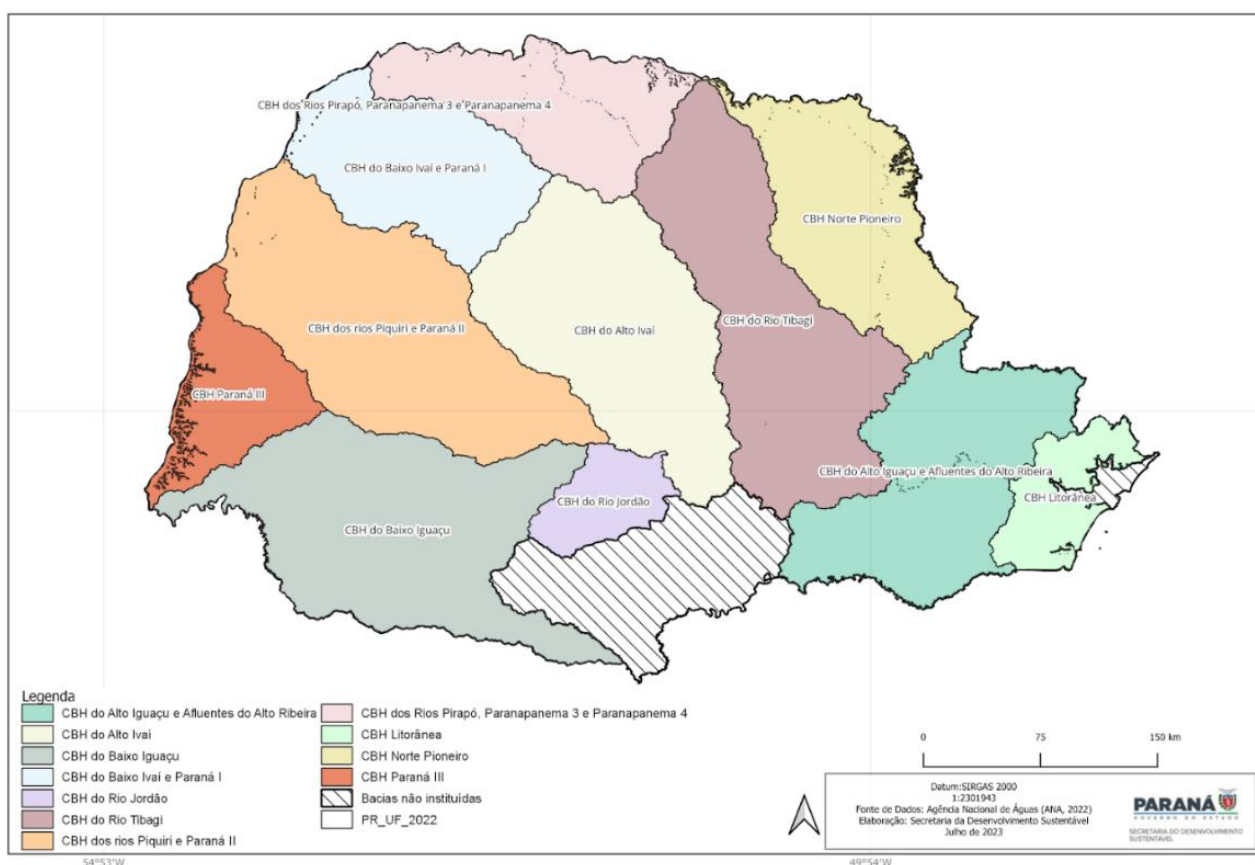 CBH dos Rios Pirapó, Paranapanema 3 e Paranapanema 4
CBH do Baixo Ivaí e Paraná I
CBH Norte Pioneiro
CBH dos rios Piquiri e Paraná II
CBH do Alto Ivaí
CBH do Rio Tibagi
CBH Paraná III
CBH do Alto Iguaçu e Afluentes do Alto Ribeira
CBH Litorânea
CBH do Rio Jordão
CBH do Baixo Iguaçu
Legenda
CBH do Alto Iguaçu e Afluentes do Alto Ribeira
CBH do Alto Ivaí
CBH do Baixo Iguaçu
CBH do Baixo Ivaí e Paraná I
CBH do Rio Jordão
CBH do Rio Tibagi
CBH dos rios Piquiri e Paraná II
CBH dos Rios Pirapó, Paranapanema 3 e Paranapanema 4
CBH Litorânea
CBH Norte Pioneiro
CBH Paraná III
Bacias não instituídas
PR_UF_2022
0 75 150 km
Datum:SIRGAS 2000
1:2301943
Fonte de Dados: Agência Nacional de Águas (ANA, 2022)
Elaboração: Secretaria da Desenvolvimento Sustentável
Julho de 2023
PARANÁ
GOVERNO DO ESTADO
SECRETARIA DO DESENVOLVIMENTO
SUSTENTÁVEL
54°53'W 49°54'W